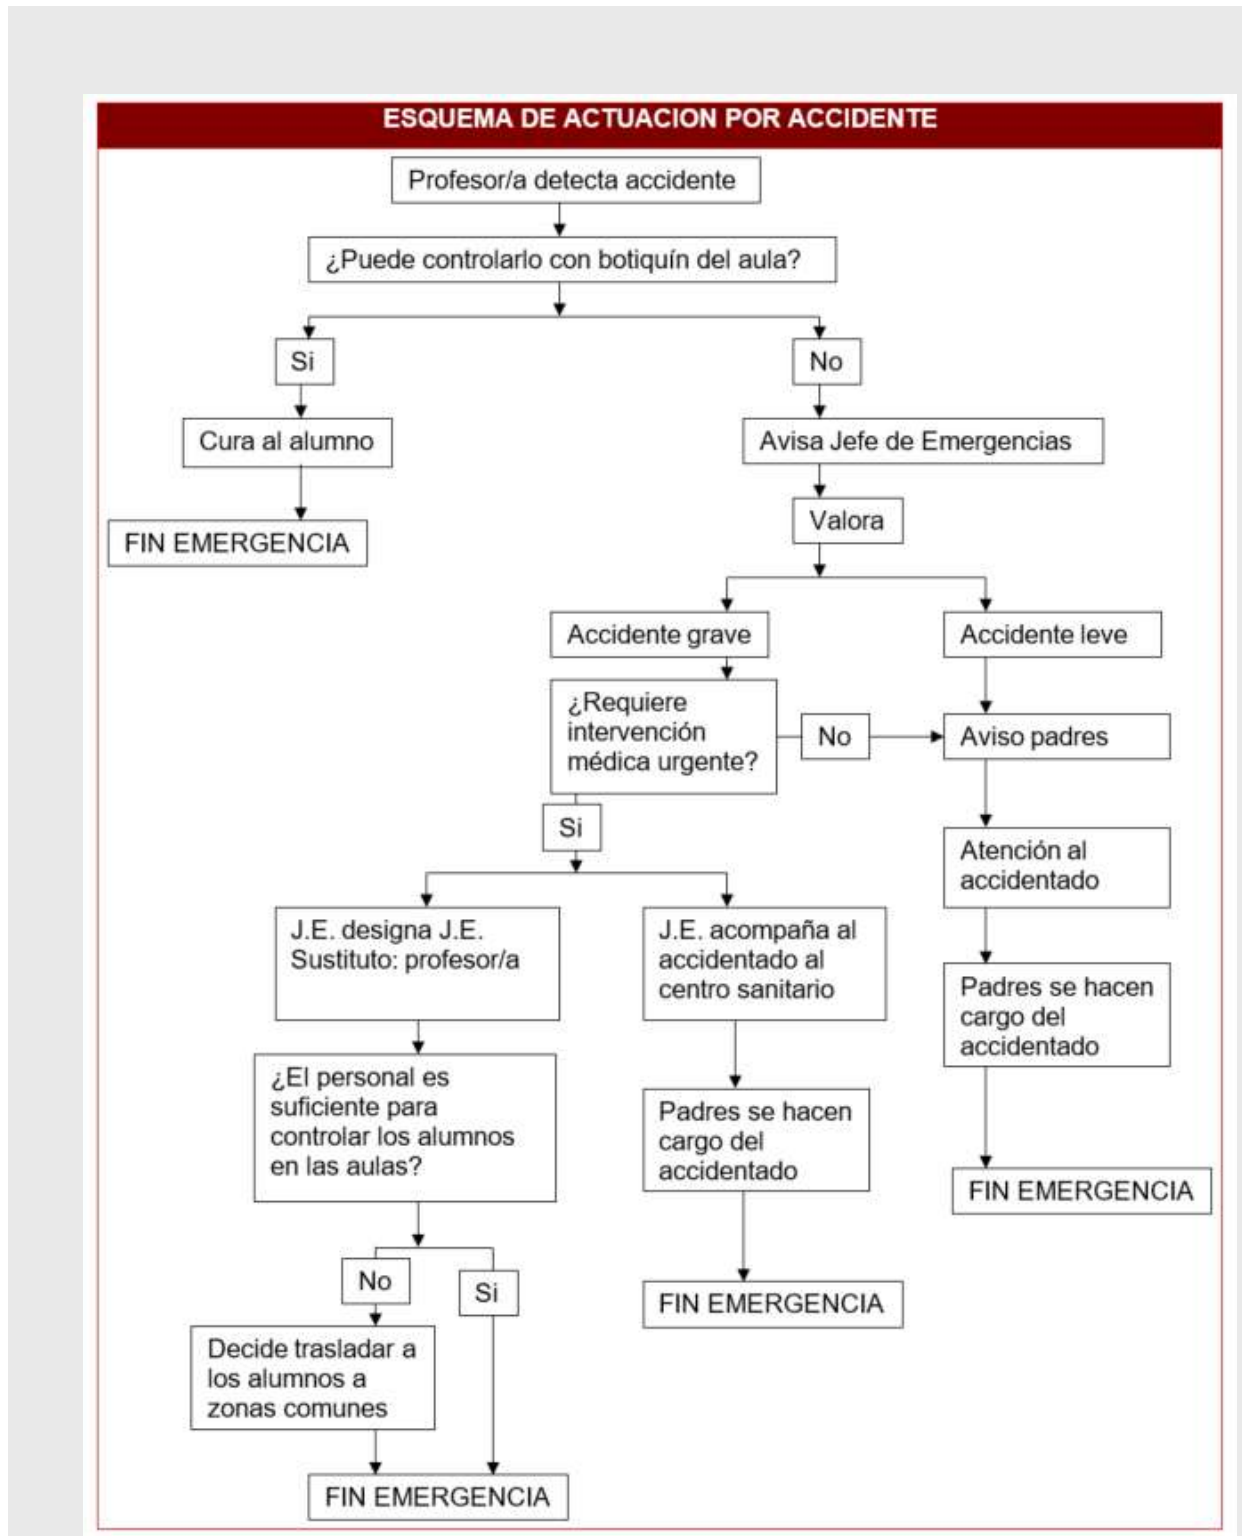 ESQUEMA DE ACTUACION POR ACCIDENTE
Profesor/a detecta accidente
¿Puede controlarlo con botiquín del aula?
Si
No
Cura al alumno
Avisa Jefe de Emergencias
FIN EMERGENCIA
Valora
Accidente grave
Accidente leve
¿Requiere
intervención
médica urgente?
No
Aviso padres
Si
Atención al
accidentado
J.E. designa J.E.
Sustituto: profesor/a
J.E. acompaña al
accidentado al
centro sanitario
Padres se hacen
cargo del
accidentado
¿El personal es
suficiente para
controlar los alumnos
en las aulas?
Padres se hacen
cargo del
accidentado
FIN EMERGENCIA
No
Si
FIN EMERGENCIA
Decide trasladar a
los alumnos a
zonas comunes
FIN EMERGENCIA